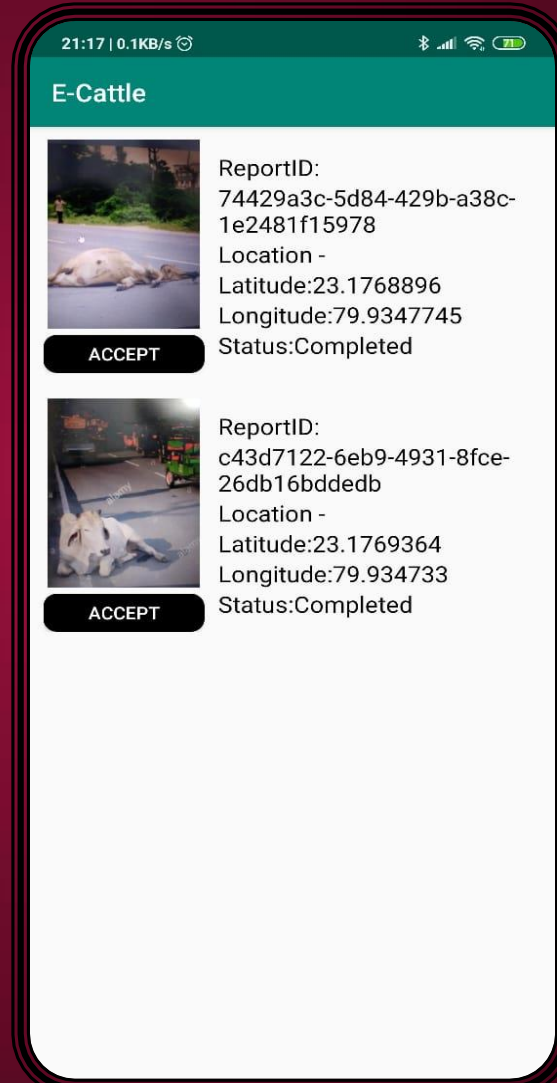 21:17 | 0.1KB/s
71
E-Cattle
ReportID:
74429a3c-5d84-429b-a38c-
1e2481f15978
Location -
Latitude:23.1768896
Longitude:79.9347745
Status:Completed
ACCEPT
alamy
ReportID:
c43d7122-6eb9-4931-8fce-
26db16bddedb
Location -
Latitude:23.1769364
Longitude:79.934733
Status:Completed
ACCEPT